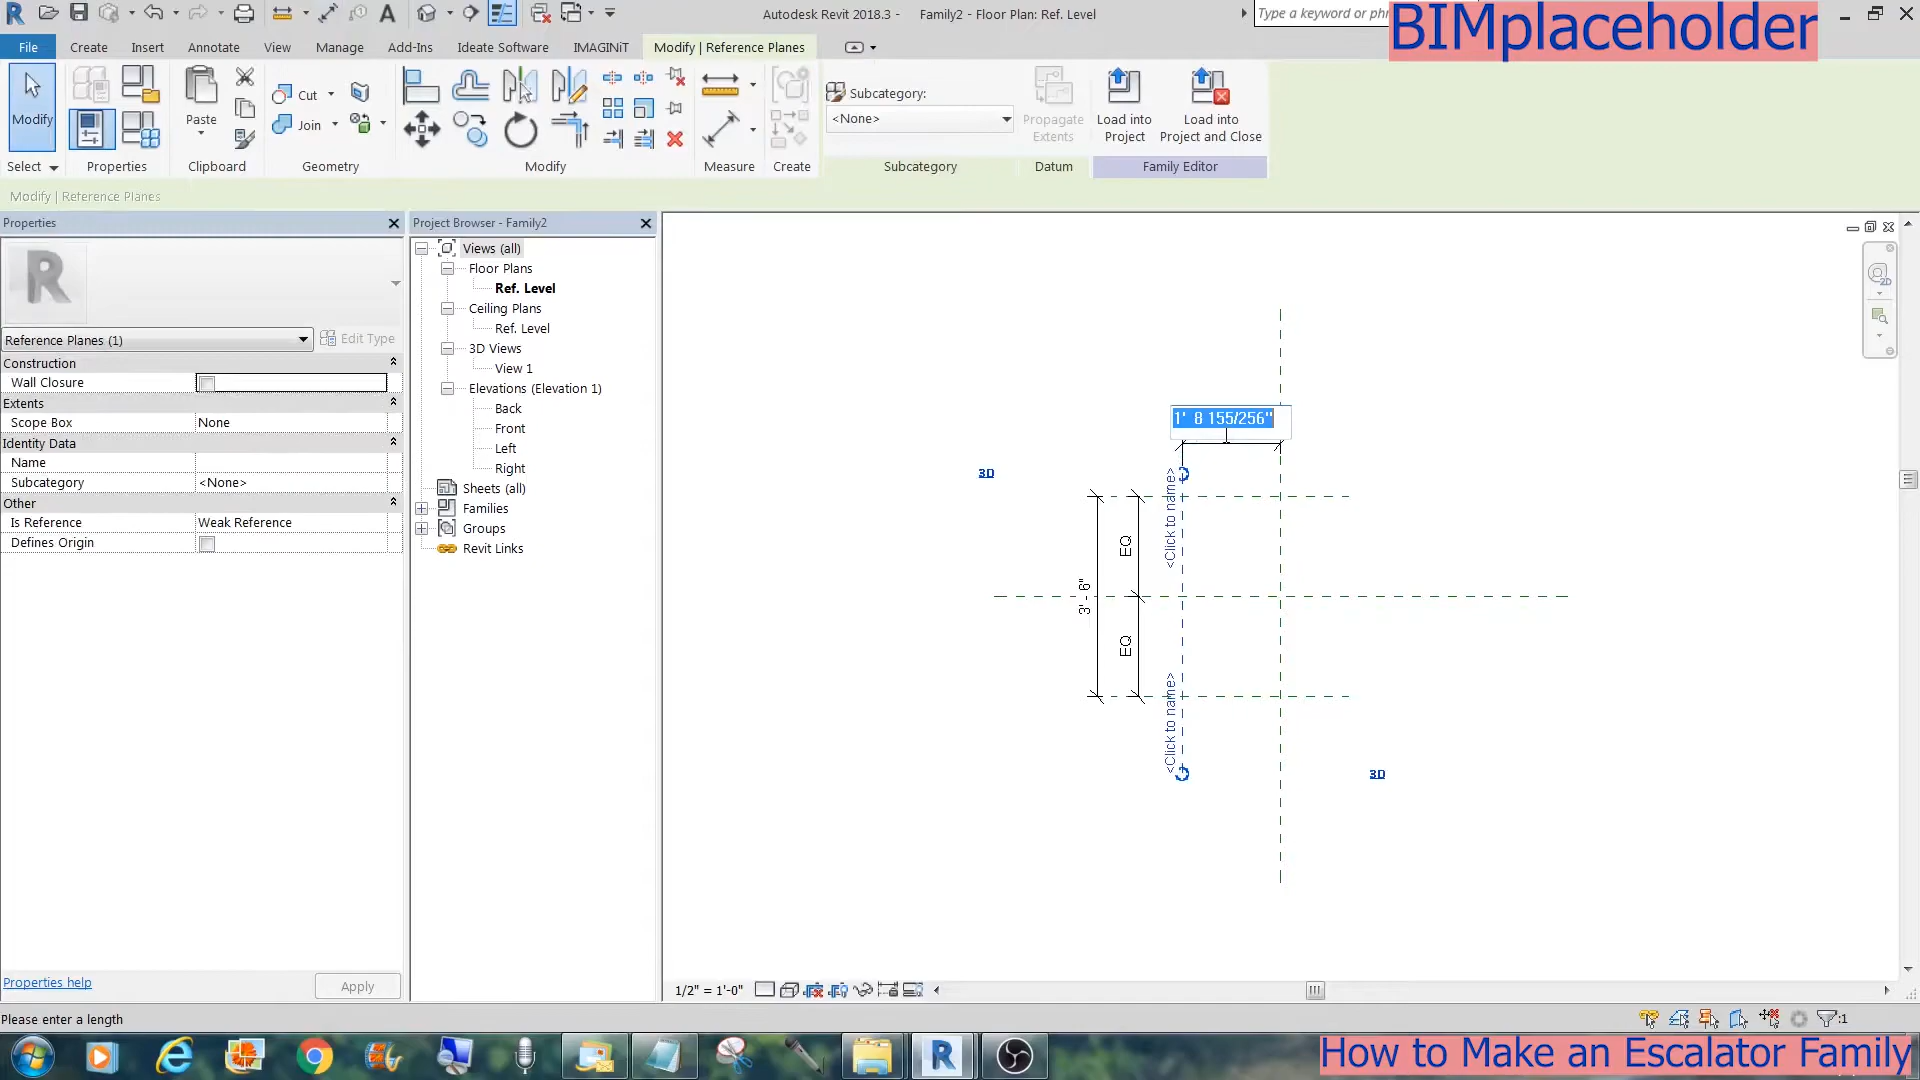 Autodesk Revit 2018.3 -    Family2 - Floor Plan: Ref. Level
Type a keyword or phr
BIMplaceholder
File
Create
Insert
Annotate
View
Manage
Add-Ins
Ideate Software
IMAGINiT
Modify | Reference Planes
Modify
Select
Properties
Paste
Clipboard
Cut
Join
Geometry
Modify
Measure
Create
Subcategory:
<None>
Subcategory
Propagate
Extents
Datum
Load into
Project
Load into
Project and Close
Family Editor
Modify | Reference Planes
Properties
R
Reference Planes (1)
Edit Type
Construction
Wall Closure
Extents
Scope Box None
Identity Data
Name
Subcategory <None>
Other
Is Reference Weak Reference
Defines Origin
Properties help
Apply
Project Browser - Family2
Views (all)
Floor Plans
Ref. Level
Ceiling Plans
Ref. Level
3D Views
View 1
Elevations (Elevation 1)
Back
Front
Left
Right
Sheets (all)
Families
Groups
Revit Links
2D
1' 8 155/256"
3D
<Click to name>
EQ
3' - 6"
EQ
<Click to name>
3D
1/2" = 1'-0"
Please enter a length
:1
How to Make an Escalator Family